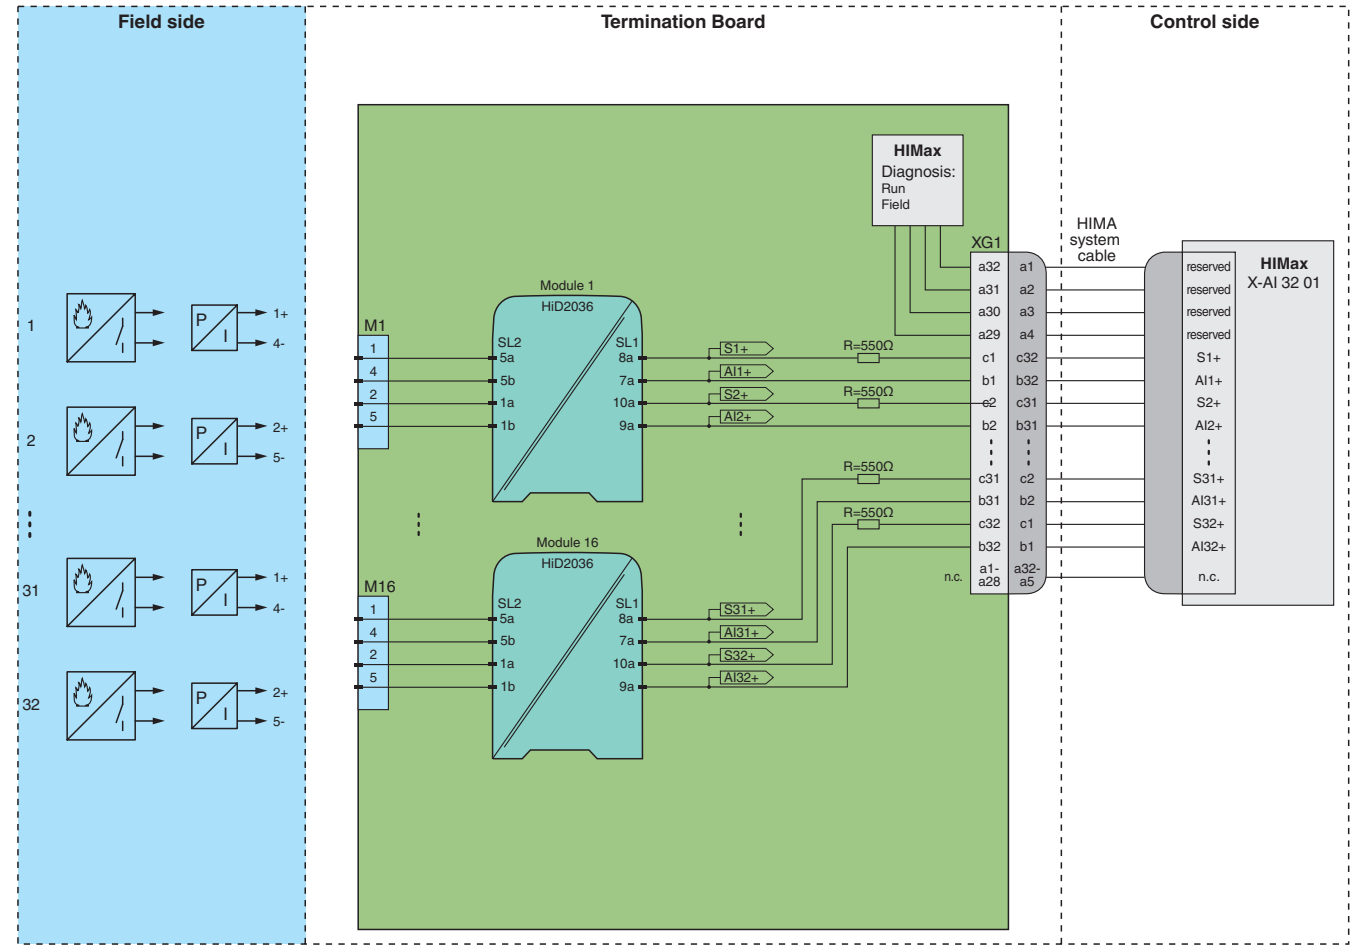 Field side
Termination Board
Control side
HIMax
Diagnosis:
Run
Field
HIMA
system
cable
XG1
HIMax
X-AI 32 01
a32 a1 reserved
a31 a2 reserved
a30 a3 reserved
a29 a4 reserved
c1 c32 S1+
b1 b32 AI1+
c2 c31 S2+
b2 b31 AI2+
c31 c2 S31+
b31 b2 AI31+
c32 c1 S32+
b32 b1 AI32+
n.c. a1- a32- n.c.
a28 a5
1
P
I
1+
4-
2
P
I
2+
5-
31
P
I
1+
4-
32
P
I
2+
5-
Module 1
HiD2036
M1
SL2
SL1
1 5a 8a S1+ R=550Ω
4 5b 7a AI1+
2 1a 10a S2+ R=550Ω
5 1b 9a AI2+
R=550Ω
R=550Ω
Module 16
HiD2036
M16
SL2
SL1
1 5a 8a S31+
4 5b 7a AI31+
2 1a 10a S32+
5 1b 9a AI32+